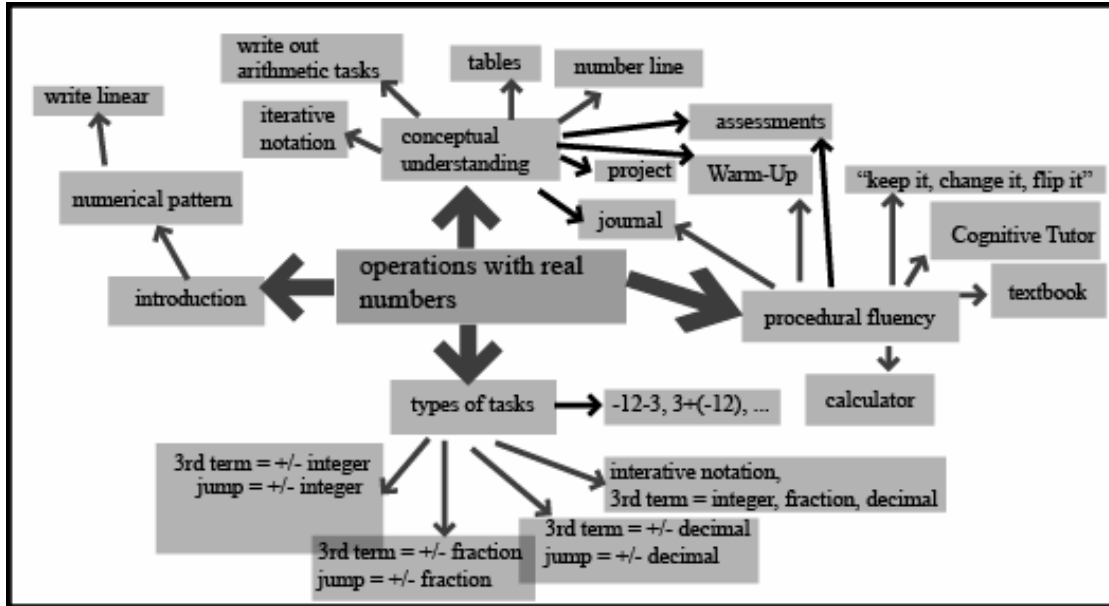 write out
arithmetic tasks
tables
number line
write linear
iterative
notation
conceptual
understanding
assessments
project
Warm-Up
"keep it, change it, flip it"
numerical pattern
journal
Cognitive Tutor
operations with real
numbers
introduction
textbook
procedural fluency
types of tasks
-12-3, 3+(-12), ...
calculator
3rd term = +/- integer
jump = +/- integer
interative notation,
3rd term = integer, fraction, decimal
3rd term = +/- decimal
jump = +/- decimal
3rd term = +/- fraction
jump = +/- fraction